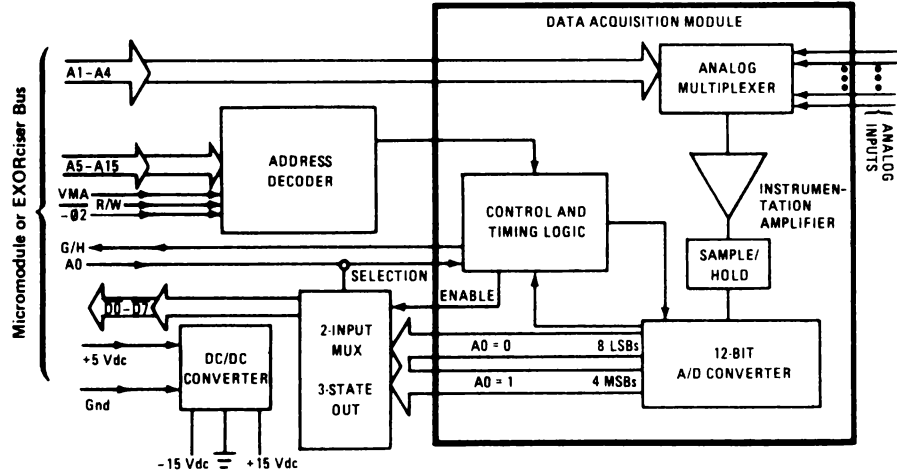 DATA ACQUISITION MODULE
Micromodule or EXORciser Bus
A1–A4
ANALOG
MULTIPLEXER
ANALOG
INPUTS
A5–A15
ADDRESS
DECODER
VMA
R/W
Ø2
INSTRUMEN-
TATION
AMPLIFIER
CONTROL AND
TIMING LOGIC
G/H
A0
SELECTION
SAMPLE/
HOLD
ENABLE
D0–D7
2-INPUT
MUX
3-STATE
OUT
A0 = 0
8 LSBs
A0 = 1
4 MSBs
12-BIT
A/D CONVERTER
+5 Vdc
DC/DC
CONVERTER
Gnd
–15 Vdc
+15 Vdc